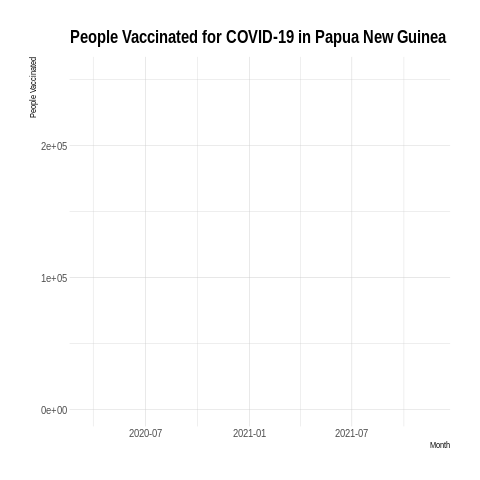 People Vaccinated for COVID-19 in Papua New Guinea
People Vaccinated
2e+05
1e+05
0e+00
2020-07 2021-01 2021-07
Month